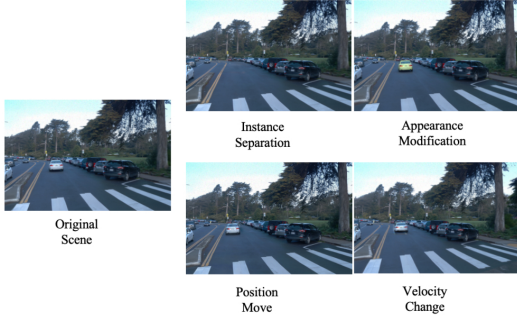 Instance
Separation
Appearance
Modification
Original
Scene
Position
Move
Velocity
Change